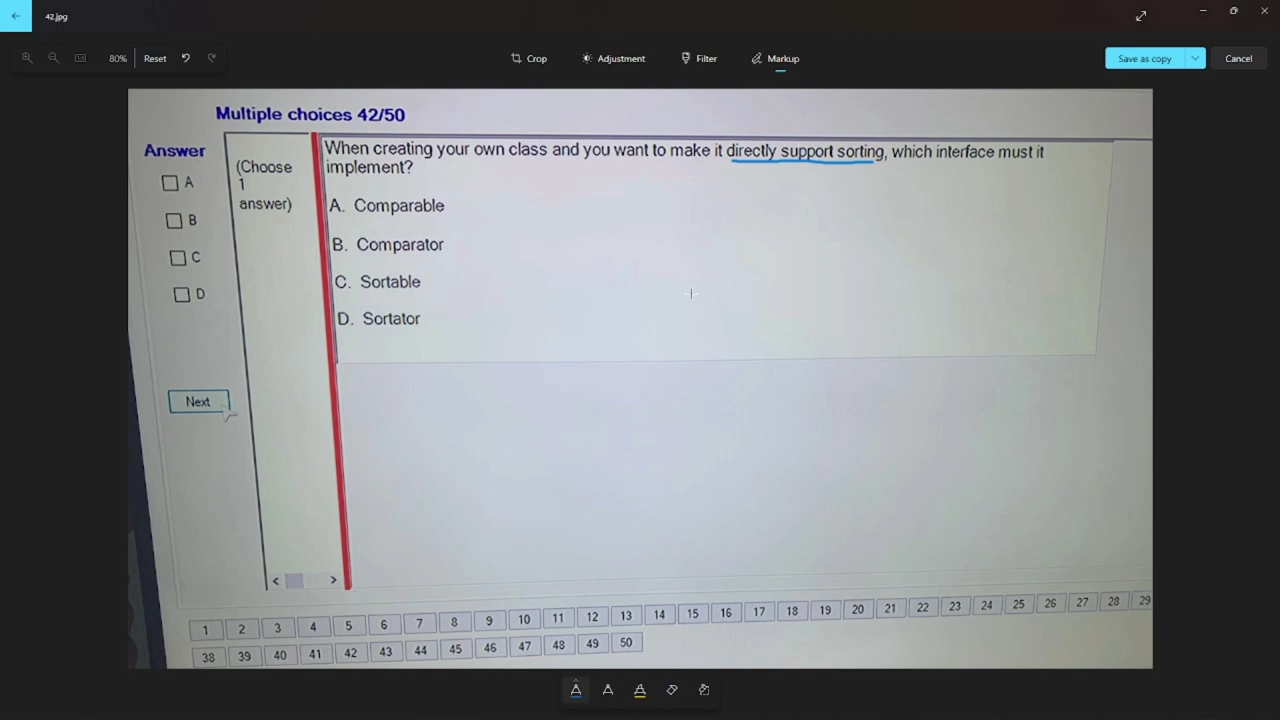 42.jpg
80%
Reset
Crop
Adjustment
Filter
Markup
Save as copy
Cancel
Multiple choices 42/50
Answer
A
B
C
D
(Choose
1
answer)
When creating your own class and you want to make it directly support sorting, which interface must it
implement?
A. Comparable
B. Comparator
C. Sortable
D. Sortator
Next
1 2 3 4 5 6 7 8 9 10 11 12 13 14 15 16 17 18 19 20 21 22 23 24 25 26 27 28 29
38 39 40 41 42 43 44 45 46 47 48 49 50